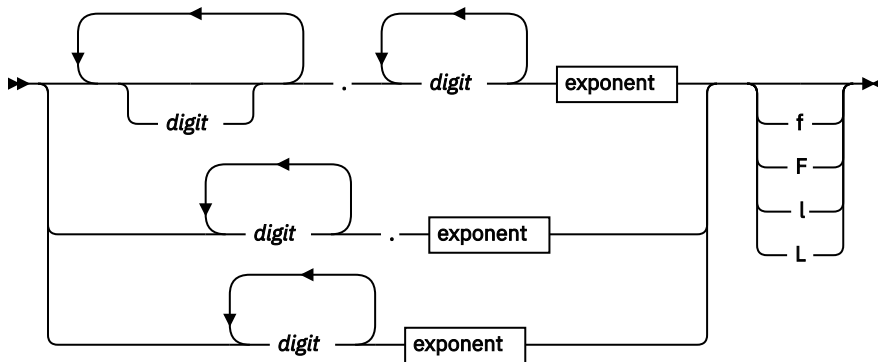 . digit exponent
digit f
F
digit . exponent l
L
digit exponent